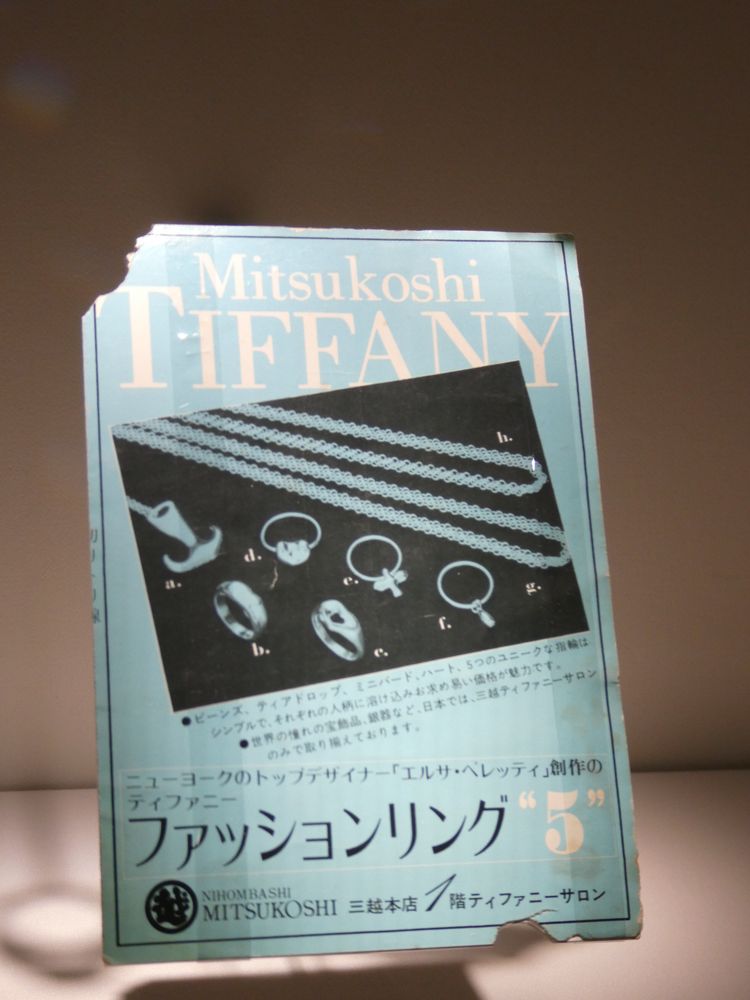 Mitsukoshi
TIFFANY
h.
a.
d.
e.
g.
b.
c.
f.
●ビーンズ、ティアドロップ、ミニバード、ハート、5つのユニークな指輪は
シンプルで、それぞれの人柄に溶け込みお求め易い価格が魅力です。
●世界の憧れの宝飾品、銀器など、日本では、三越ティファニーサロン
のみで取り揃えております。
ニューヨークのトップデザイナー「エルサ・ペレッティ」創作の
ティファニー
ファッションリング“5”
NIHOMBASHI
MITSUKOSHI 三越本店1階ティファニーサロン